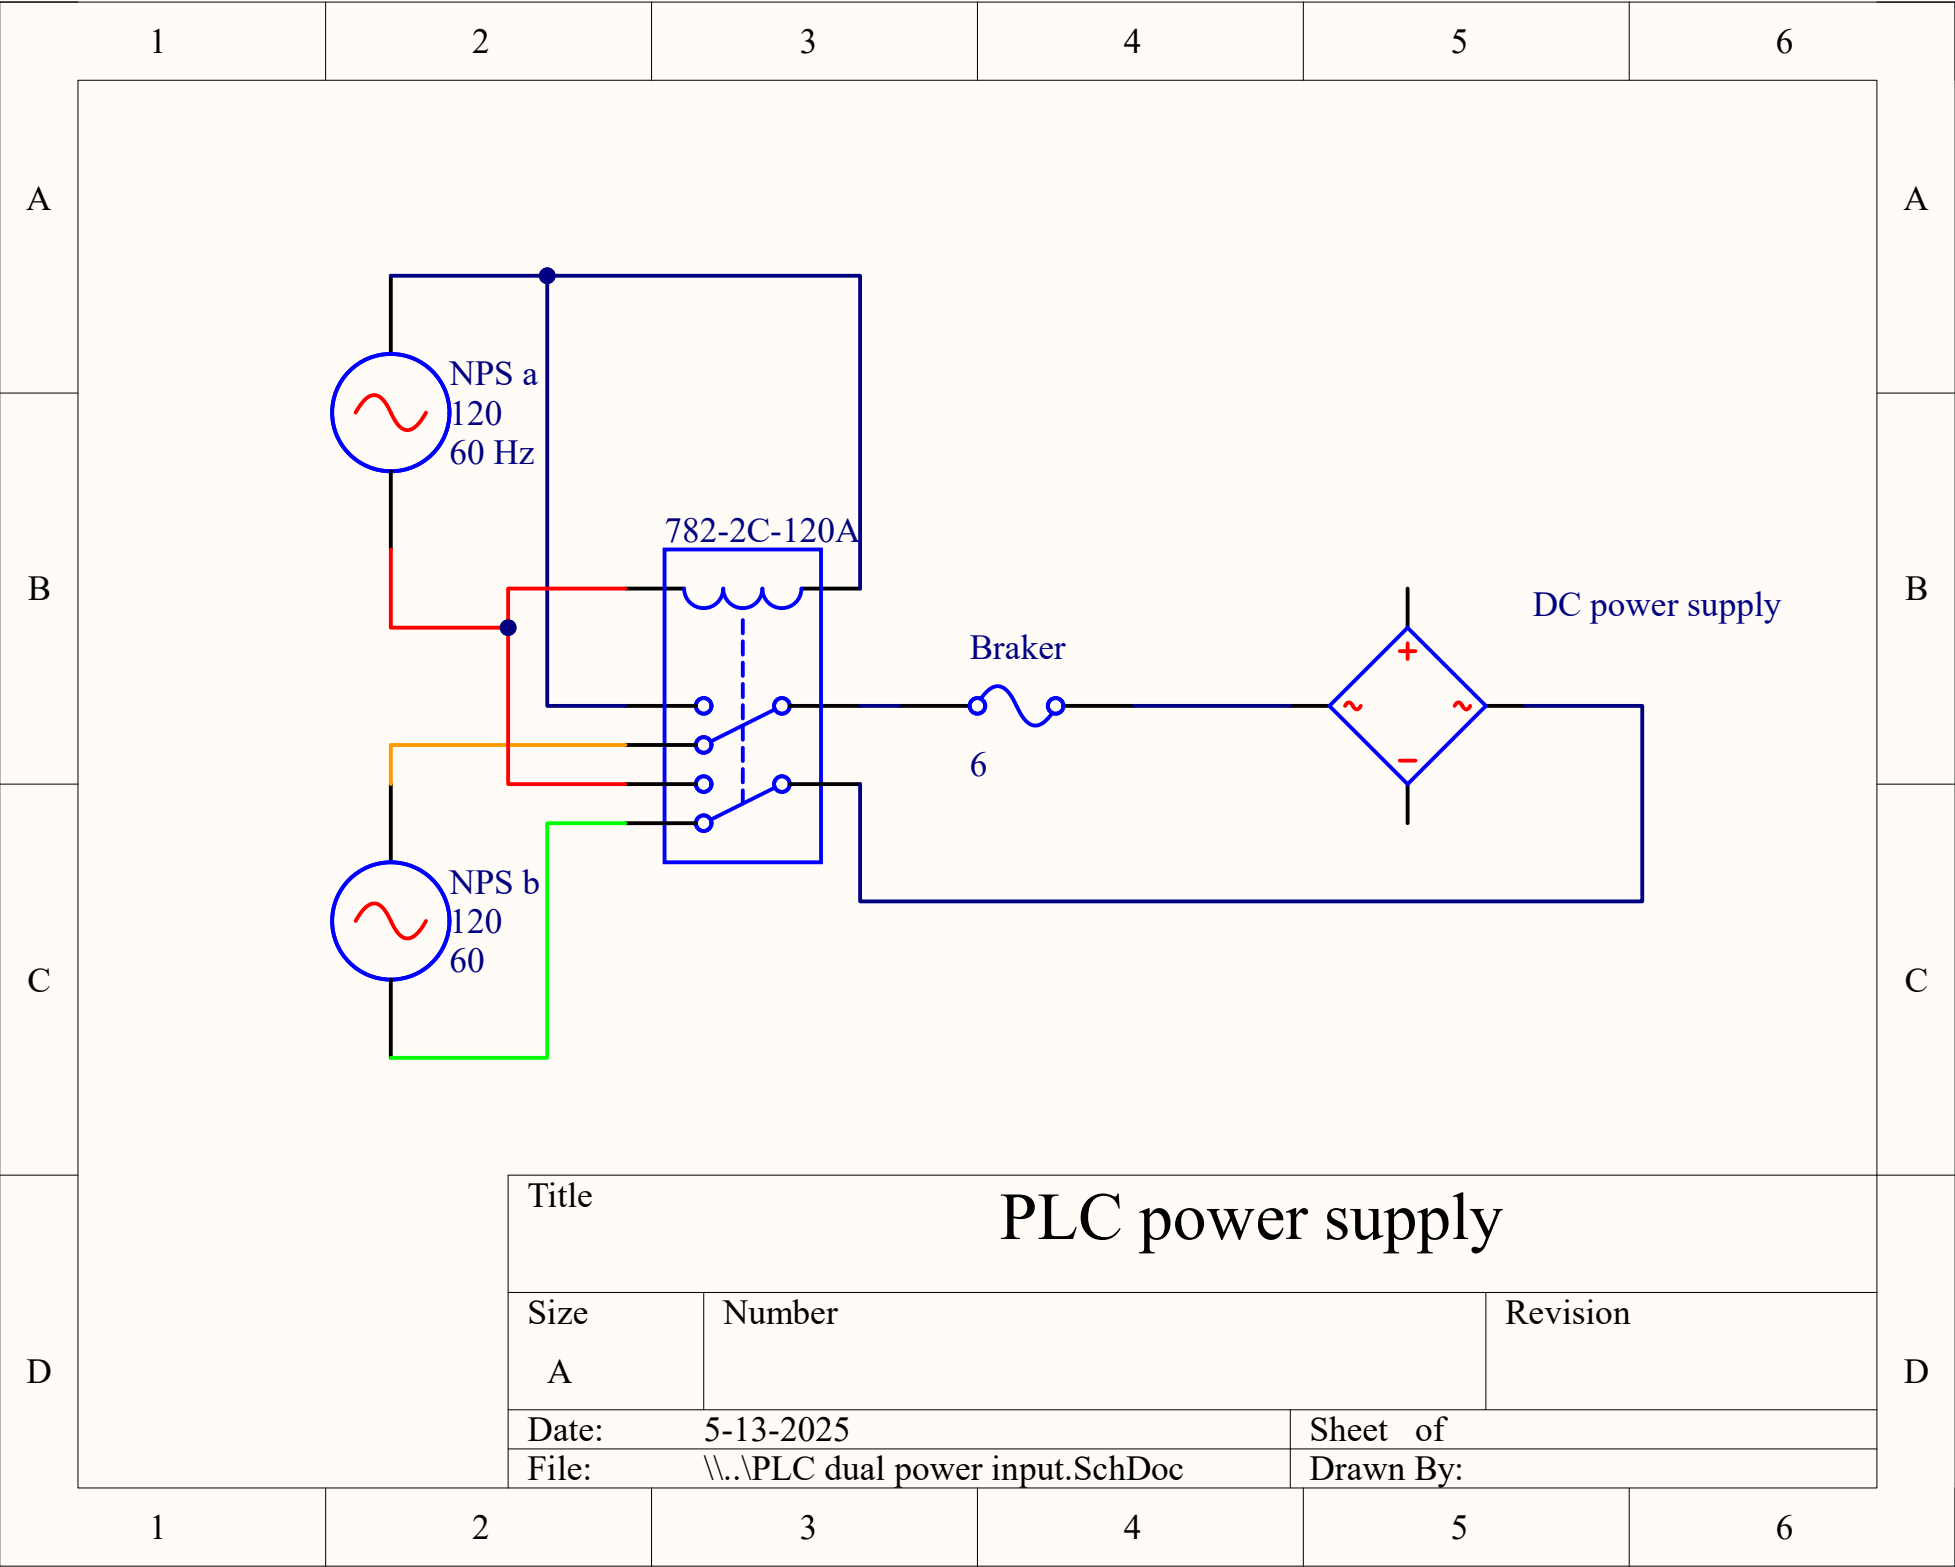 1 2 3 4 5 6
A A
NPS a
120
60 Hz
782-2C-120A
B B
DC power supply
Braker
6
NPS b
120
60
C C
Title PLC power supply
Size Number Revision
A
D D
Date: 5-13-2025 Sheet of
File: \\..\PLC dual power input.SchDoc Drawn By:
1 2 3 4 5 6